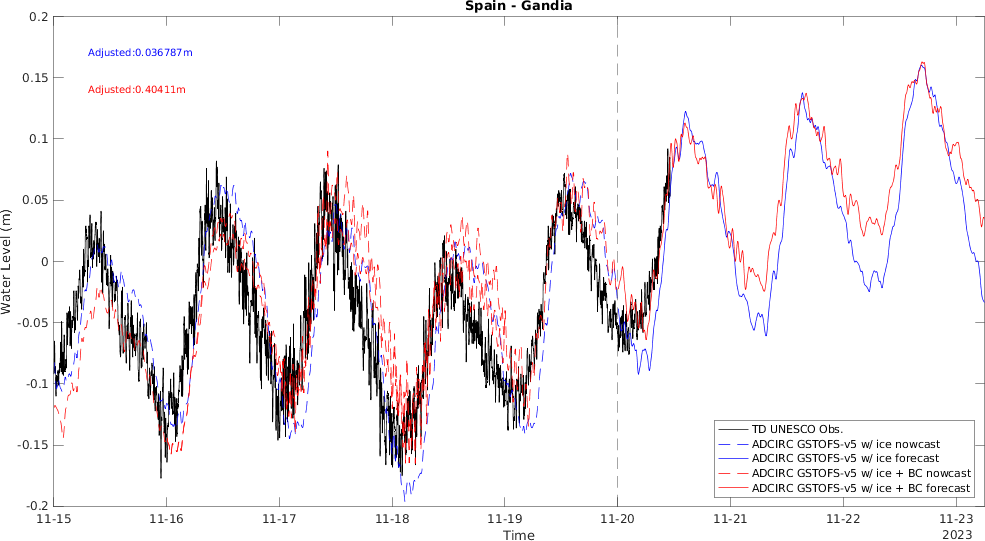 Spain - Gandia
0.2
0.15
0.1
0.05
0
-0.05
-0.1
-0.15
-0.2
Water Level (m)
Adjusted:0.036787m
Adjusted:0.40411m
TD UNESCO Obs.
ADCIRC GSTOFS-v5 w/ ice nowcast
ADCIRC GSTOFS-v5 w/ ice forecast
ADCIRC GSTOFS-v5 w/ ice + BC nowcast
ADCIRC GSTOFS-v5 w/ ice + BC forecast
11-15 11-16 11-17 11-18 11-19 11-20 11-21 11-22 11-23
Time
2023